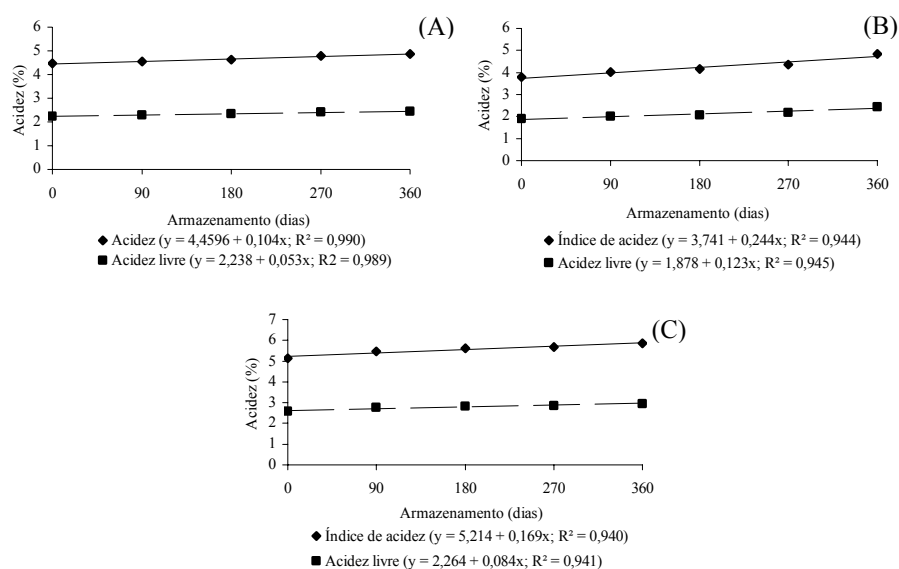 (A)
6
5
4
3
2
1
0
Acidez (%)
0 90 180 270 360
Armazenamento (dias)
Acidez (y = 4,4596 + 0,104x; R² = 0,990)
Acidez livre (y = 2,238 + 0,053x; R2 = 0,989)
(B)
6
5
4
3
2
1
0
Acidez (%)
0 90 180 270 360
Armazenamento (dias)
Índice de acidez (y = 3,741 + 0,244x; R² = 0,944)
Acidez livre (y = 1,878 + 0,123x; R² = 0,945)
(C)
7
6
5
4
3
2
1
0
Acidez (%)
0 90 180 270 360
Armazenamento (dias)
Índice de acidez (y = 5,214 + 0,169x; R² = 0,940)
Acidez livre (y = 2,264 + 0,084x; R² = 0,941)